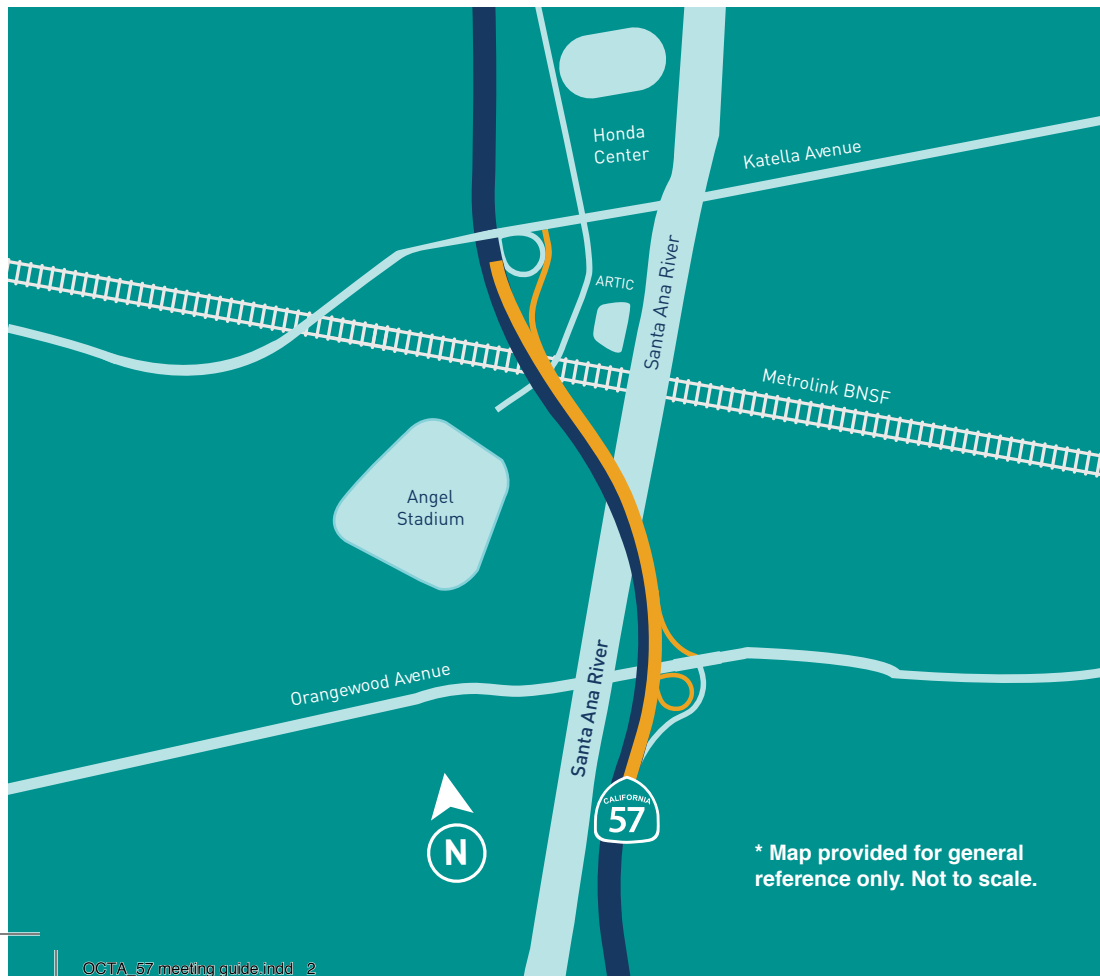 Honda
Center
Katella Avenue
ARTIC
Santa Ana River
Metrolink BNSF
Angel
Stadium
Orangewood Avenue
Santa Ana River
CALIFORNIA
57
N
* Map provided for general
reference only. Not to scale.
OCTA_57 meeting guide.indd 2